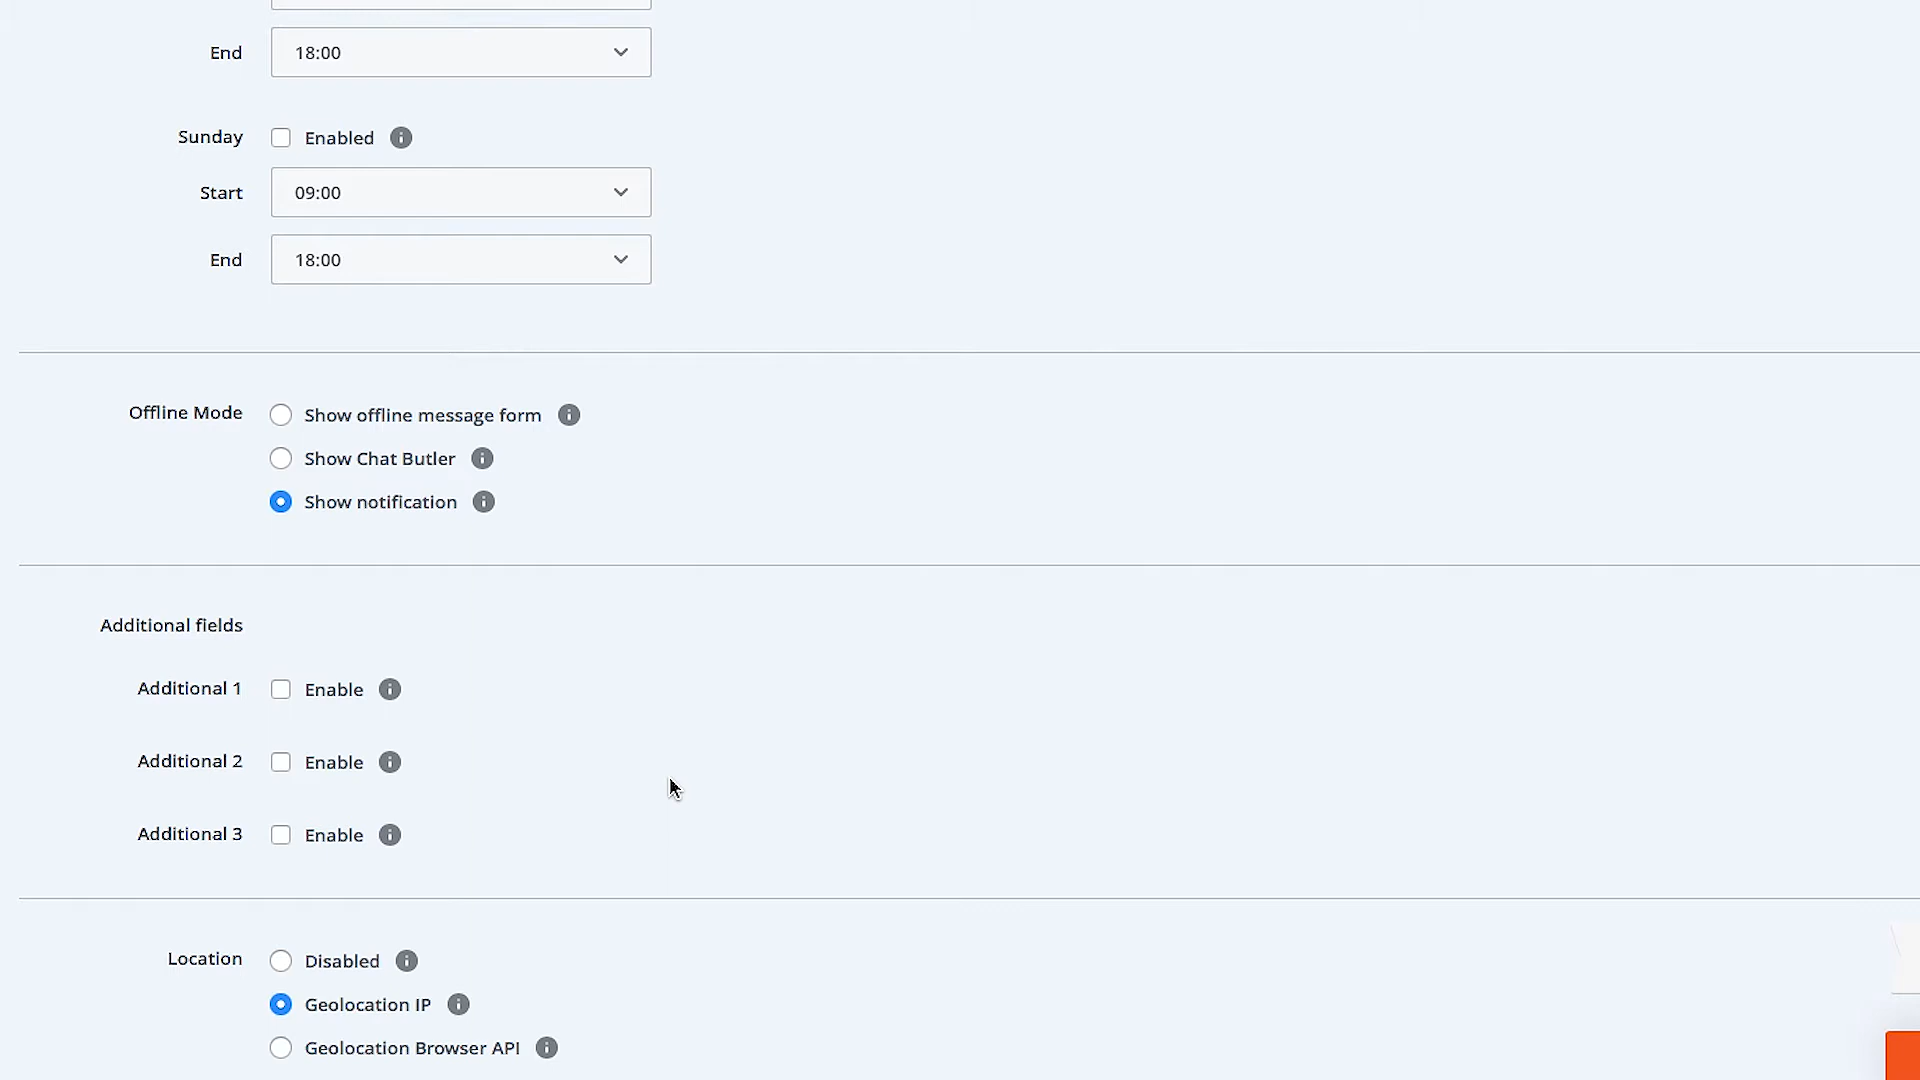 End 18:00
Sunday Enabled
Start 09:00
End 18:00
Offline Mode Show offline message form
Show Chat Butler
Show notification
Additional fields
Additional 1 Enable
Additional 2 Enable
Additional 3 Enable
Location Disabled
Geolocation IP
Geolocation Browser API